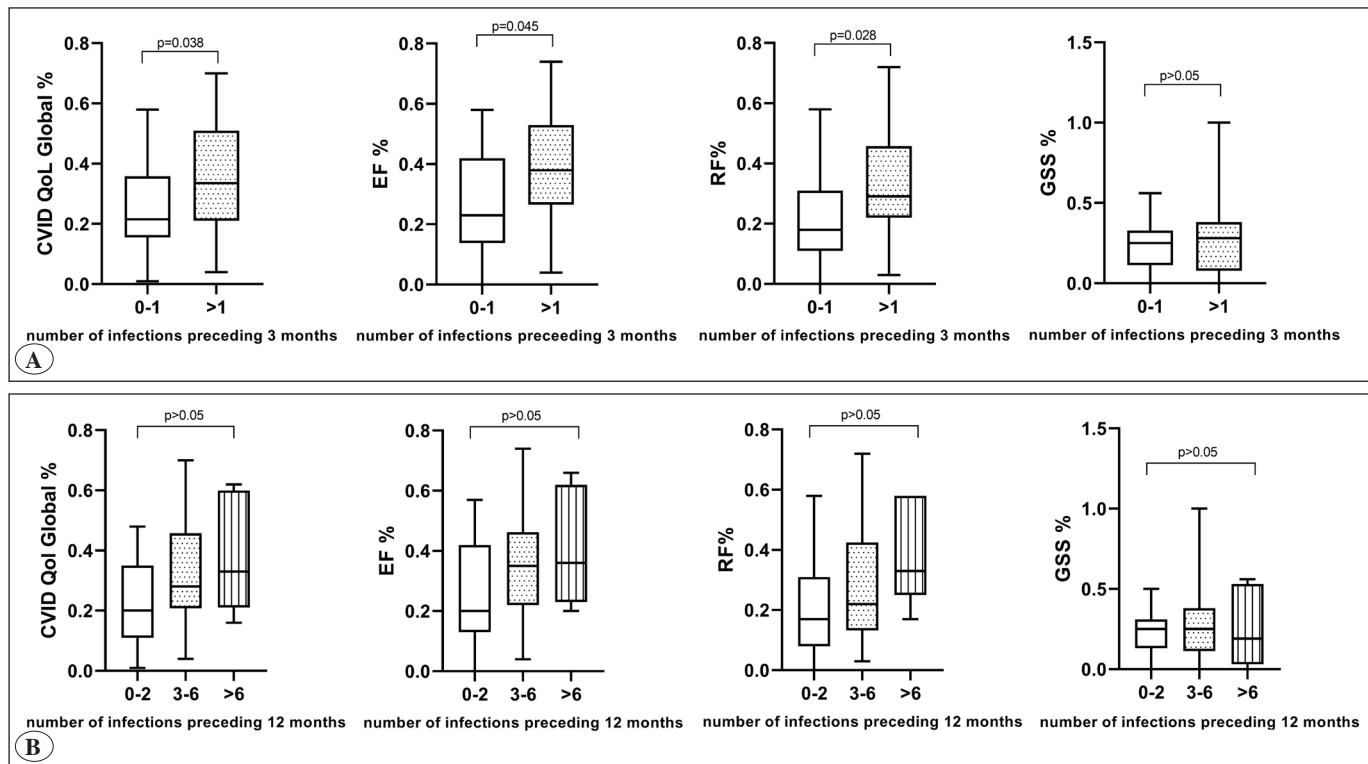 p=0.038
CVID QoL Global %
0.8
0.6
0.4
0.2
0.0
0-1 >1
number of infections preceding 3 months
p=0.045
EF %
0.8
0.6
0.4
0.2
0.0
0-1 >1
number of infections preceeding 3 months
p=0.028
RF%
0.8
0.6
0.4
0.2
0.0
0-1 >1
number of infections preceding 3 months
p>0.05
GSS %
1.5
1.0
0.5
0.0
0-1 >1
number of infections preceding 3 months
A
p>0.05
CVID Qol Global %
0.8
0.6
0.4
0.2
0.0
0-2 3-6 >6
number of infections preceding 12 months
p>0.05
EF %
0.8
0.6
0.4
0.2
0.0
0-2 3-6 >6
number of infections preceding 12 months
p>0.05
RF%
0.8
0.6
0.4
0.2
0.0
0-2 3-6 >6
number of infections preceding 12 months
p>0.05
GSS %
1.5
1.0
0.5
0.0
0-2 3-6 >6
number of infections preceding 12 months
B